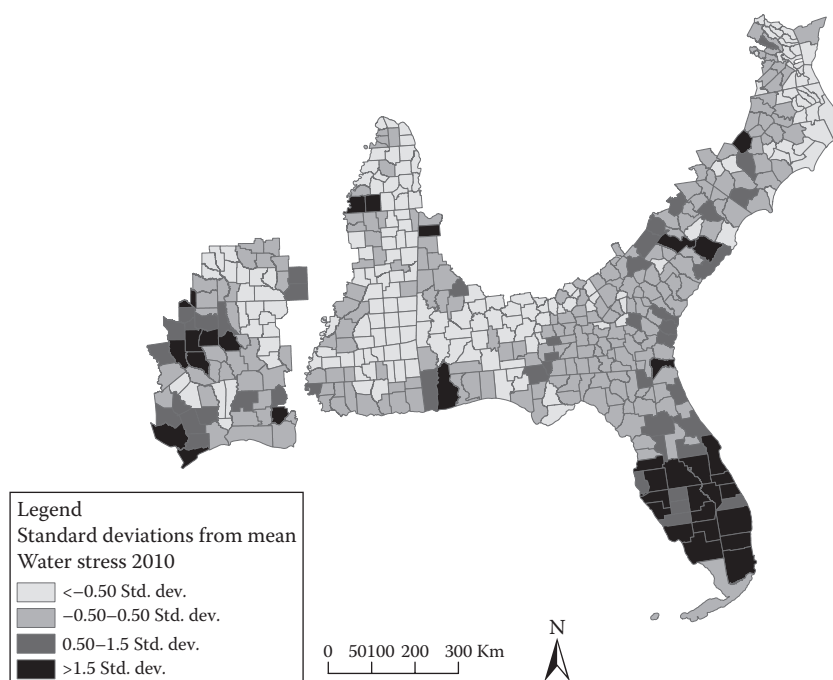 Legend
Standard deviations from mean
Water stress 2010
<–0.50 Std. dev.
–0.50–0.50 Std. dev.
0.50–1.5 Std. dev.
>1.5 Std. dev.
0 50100 200 300 Km
N